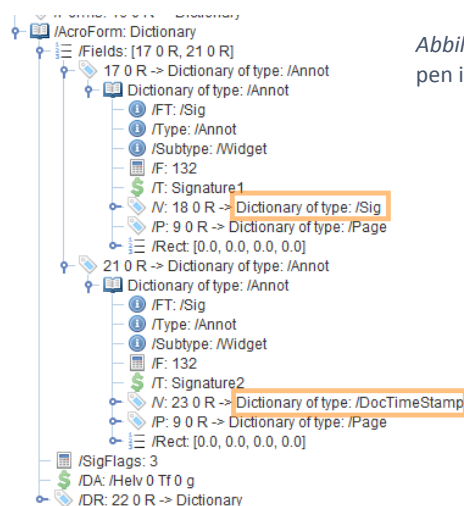 /AcroForm: Dictionary
/Fields: [17 0 R, 21 0 R]
17 0 R -> Dictionary of type: /Annot
Dictionary of type: /Annot
/FT: /Sig
/Type: /Annot
/Subtype: /Widget
/F: 132
/T: Signature1
/V: 18 0 R -> Dictionary of type: /Sig
/P: 9 0 R -> Dictionary of type: /Page
/Rect: [0.0, 0.0, 0.0, 0.0]
21 0 R -> Dictionary of type: /Annot
Dictionary of type: /Annot
/FT: /Sig
/Type: /Annot
/Subtype: /Widget
/F: 132
/T: Signature2
/V: 23 0 R -> Dictionary of type: /DocTimeStamp
/P: 9 0 R -> Dictionary of type: /Page
/Rect: [0.0, 0.0, 0.0, 0.0]
/SigFlags: 3
/DA: /Helv 0 Tf 0 g
/DR: 22 0 R -> Dictionary
Abbil
pen i